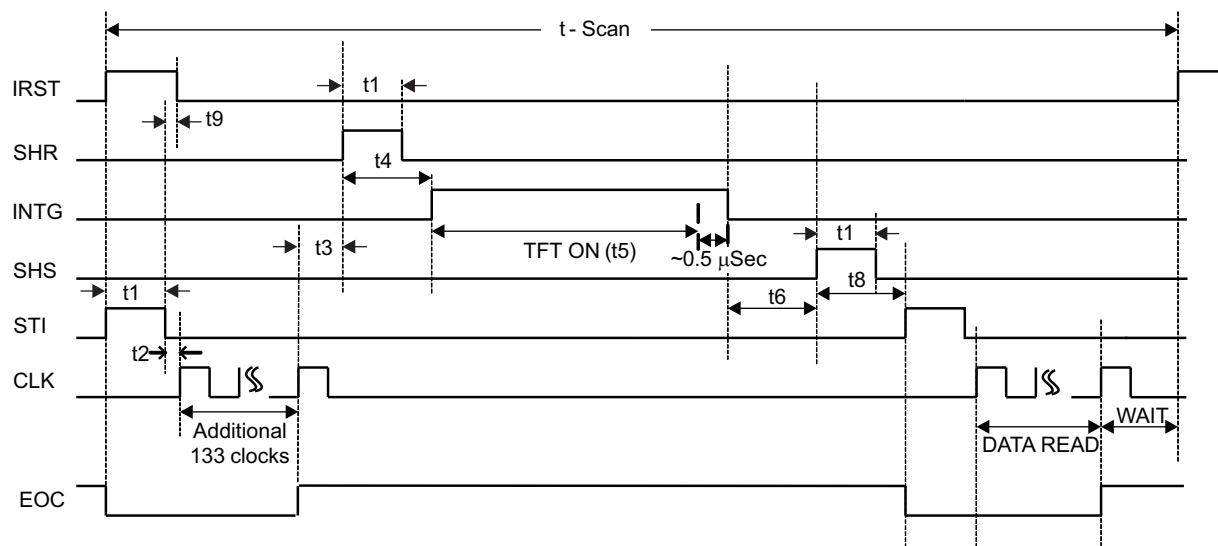 t - Scan
IRST
t1
t9
SHR
t4
INTG
t3
TFT ON (t5)
~0.5 μSec
t1
SHS
t1
t6
t8
STI
t2
CLK
Additional
133 clocks
DATA READ
WAIT
EOC